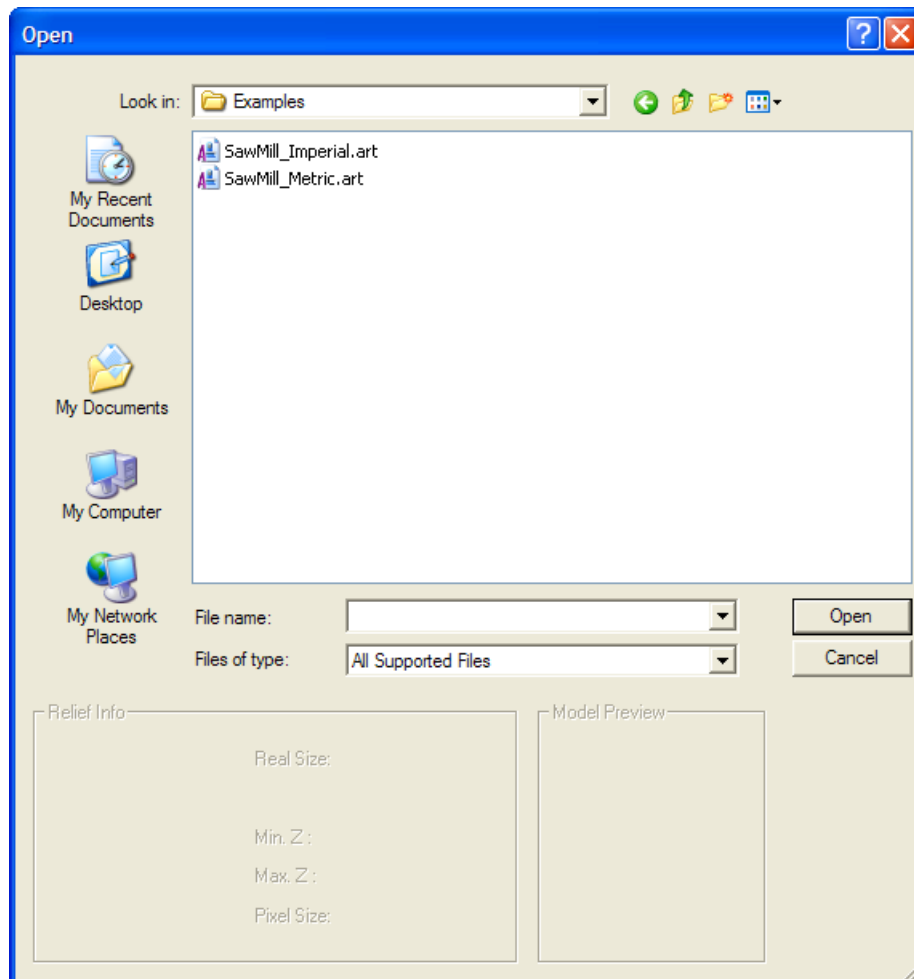 Open
Look in:
Examples
SawMill_Imperial.art
SawMill_Metric.art
My Recent
Documents
Desktop
My Documents
My Computer
My Network
Places
File name:
Open
Files of type:
All Supported Files
Cancel
Relief Info
Model Preview
Real Size:
Min. Z :
Max. Z :
Pixel Size: